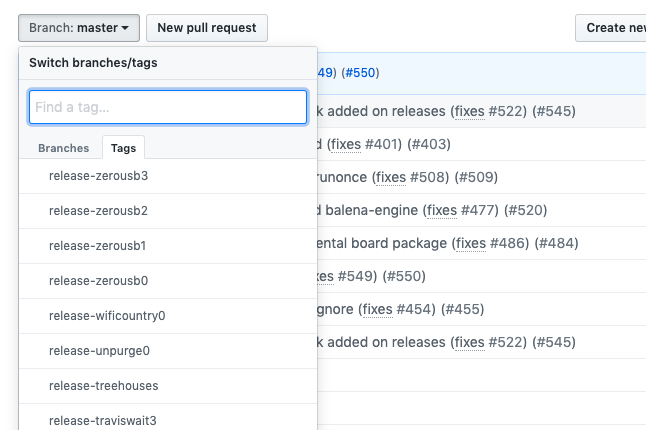 Branch: master New pull request Create new
Switch branches/tags
49) (#550)
Find a tag...
k added on releases (fixes #522) (#545)
Branches Tags
d (fixes #401) (#403)
release-zerousb3
runonce (fixes #508) (#509)
release-zerousb2
d balena-engine (fixes #477) (#520)
release-zerousb1
ental board package (fixes #486) (#484)
release-zerousb0
xes #549) (#550)
release-wificountry0
gnore (fixes #454) (#455)
release-unpurge0
k added on releases (fixes #522) (#545)
release-treehouses
release-traviswait3